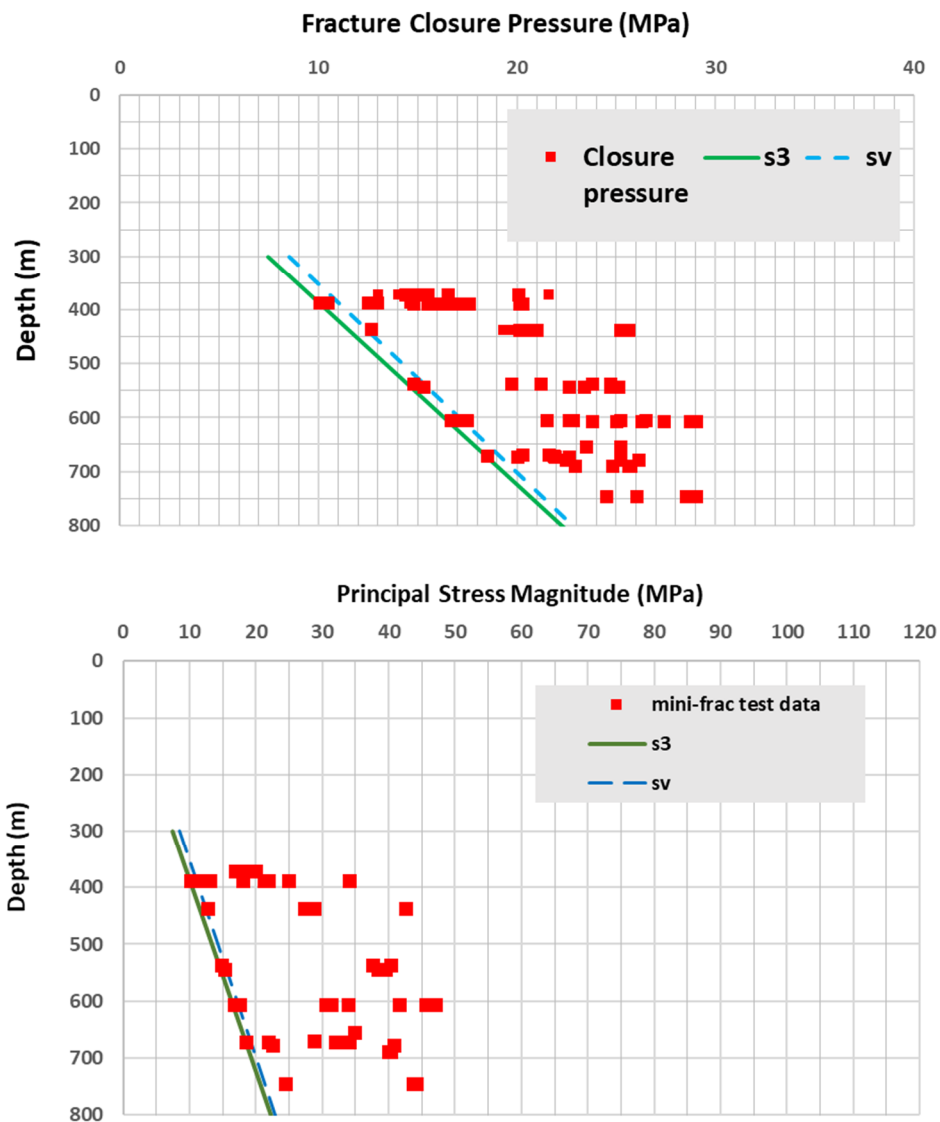 Fracture Closure Pressure (MPa)
0 10 20 30 40
0
100
200
300
400
500
600
700
800
Depth (m)
Closure pressure
s3
sv
Principal Stress Magnitude (MPa)
0 10 20 30 40 50 60 70 80 90 100 110 120
0
100
200
300
400
500
600
700
800
Depth (m)
mini-frac test data
s3
sv